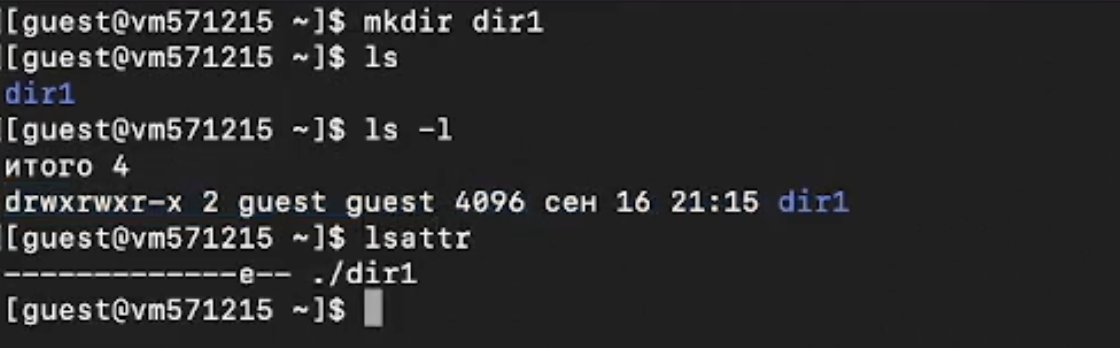 [[guest@vm571215 ~]$ mkdir dir1
[[guest@vm571215 ~]$ ls
dir1
[[guest@vm571215 ~]$ ls -l
итого 4
drwxrwxr-x 2 guest guest 4096 сен 16 21:15 dir1
[[guest@vm571215 ~]$ lsattr
-------------e-- ./dir1
[guest@vm571215 ~]$